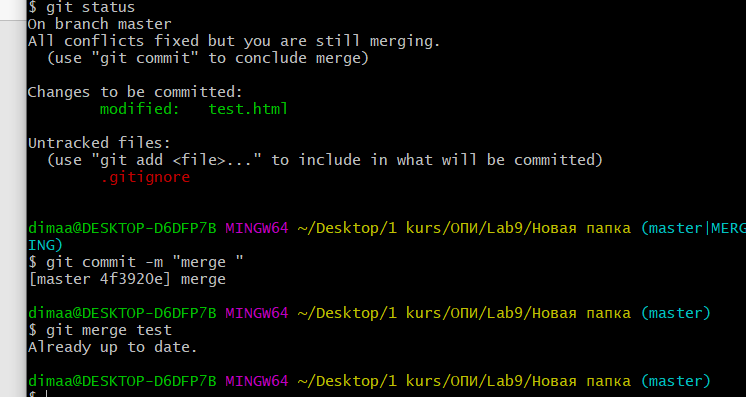 $ git status
On branch master
All conflicts fixed but you are still merging.
(use "git commit" to conclude merge)
Changes to be committed:
modified: test.html
Untracked files:
(use "git add <file>..." to include in what will be committed)
.gitignore
dimaa@DESKTOP-D6DFP7B MINGW64 ~/Desktop/1 kurs/ОПИ/Lab9/Новая папка (master|MERG
ING)
$ git commit -m "merge "
[master 4f3920e] merge
dimaa@DESKTOP-D6DFP7B MINGW64 ~/Desktop/1 kurs/ОПИ/Lab9/Новая папка (master)
$ git merge test
Already up to date.
dimaa@DESKTOP-D6DFP7B MINGW64 ~/Desktop/1 kurs/ОПИ/Lab9/Новая папка (master)
$